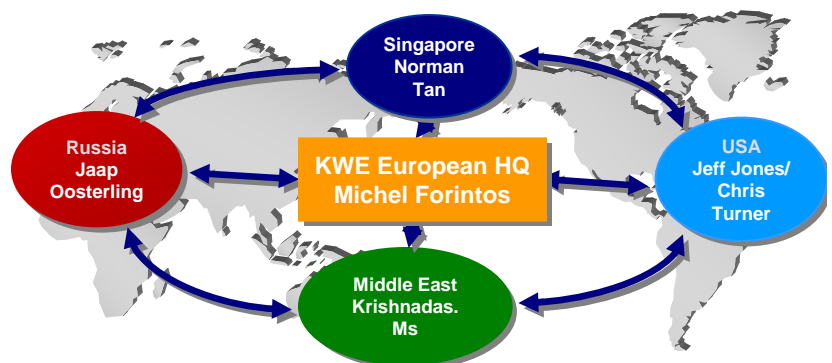 Singapore
Norman
Tan
Russia
Jaap
Oosterling
KWE European HQ
Michel Forintos
USA
Jeff Jones/
Chris
Turner
Middle East
Krishnadas.
Ms